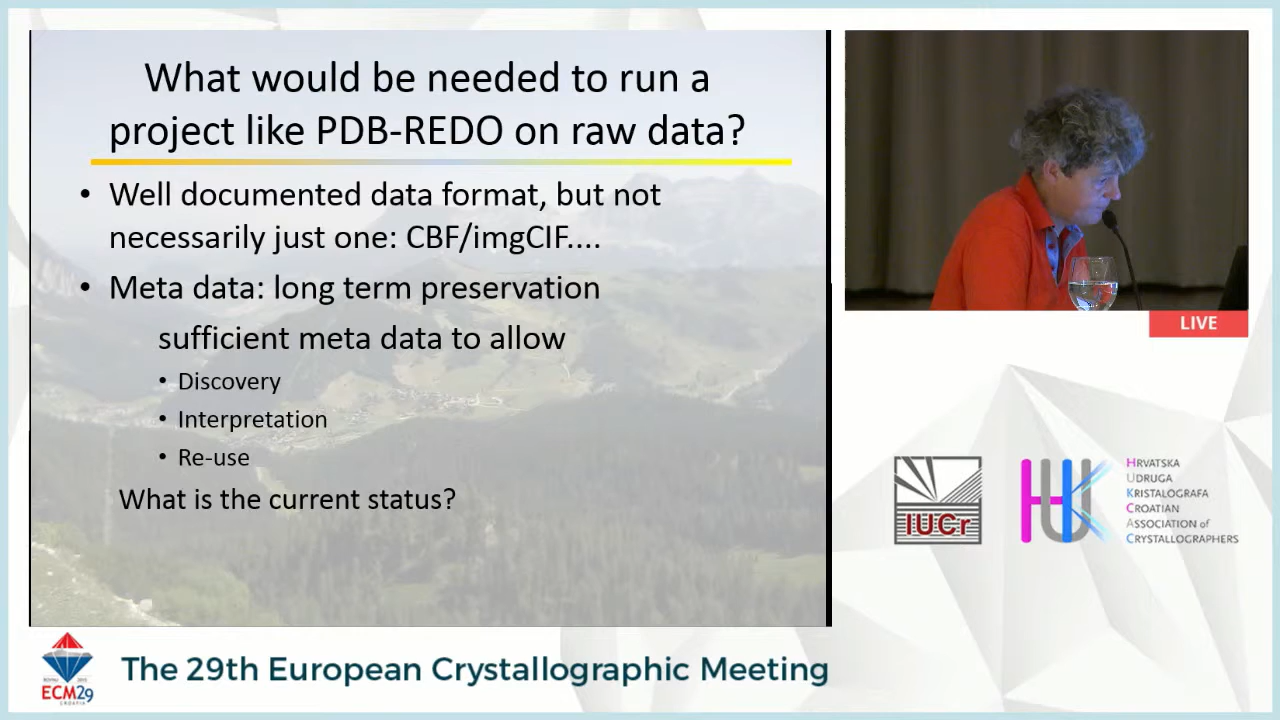 What would be needed to run a
project like PDB-REDO on raw data?
• Well documented data format, but not
necessarily just one: CBF/imgCIF....
• Meta data: long term preservation
sufficient meta data to allow
• Discovery
• Interpretation
• Re-use
What is the current status?
LIVE
IUCr
HUK
HRVATSKA
UDRUGA
KRISTALOGRAFA
CROATIAN
ASSOCIATION of
CRYSTALLOGRAPHERS
ECM29
CROATIA
The 29th European Crystallographic Meeting